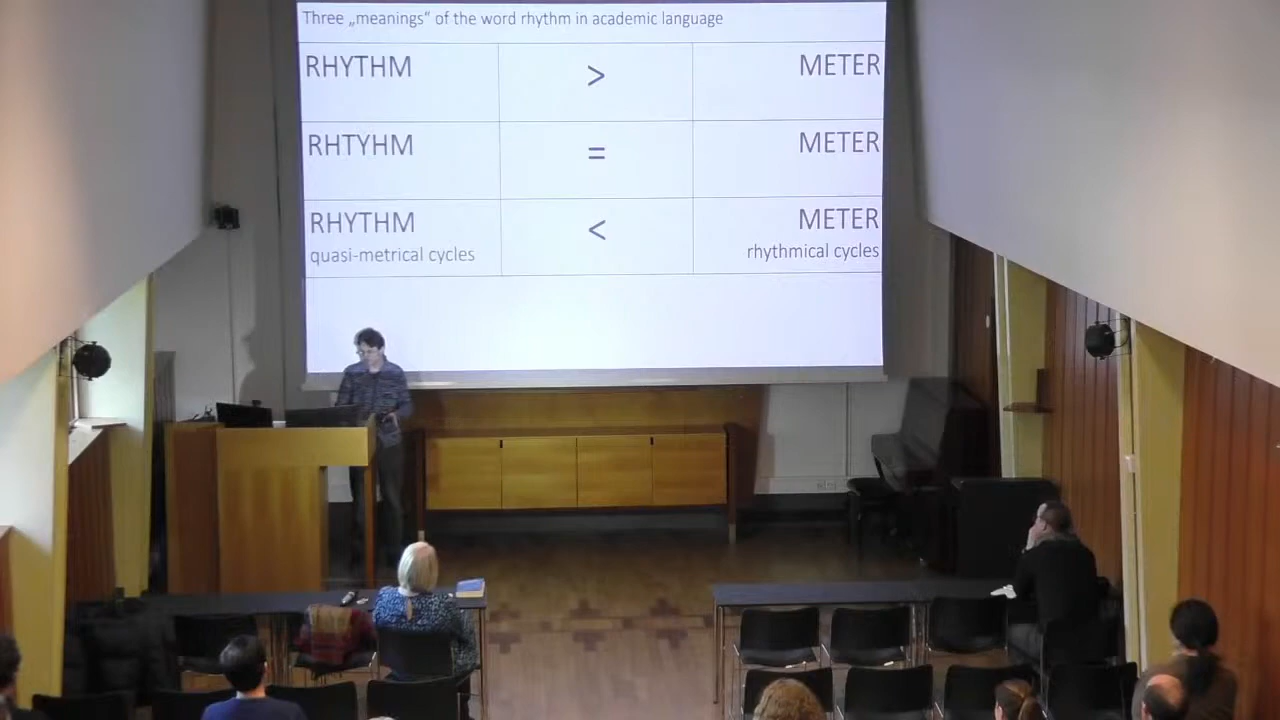 Three „meanings“ of the word rhythm in academic language
RHYTHM > METER
RHTYHM = METER
RHYTHM < METER
quasi-metrical cycles rhythmical cycles